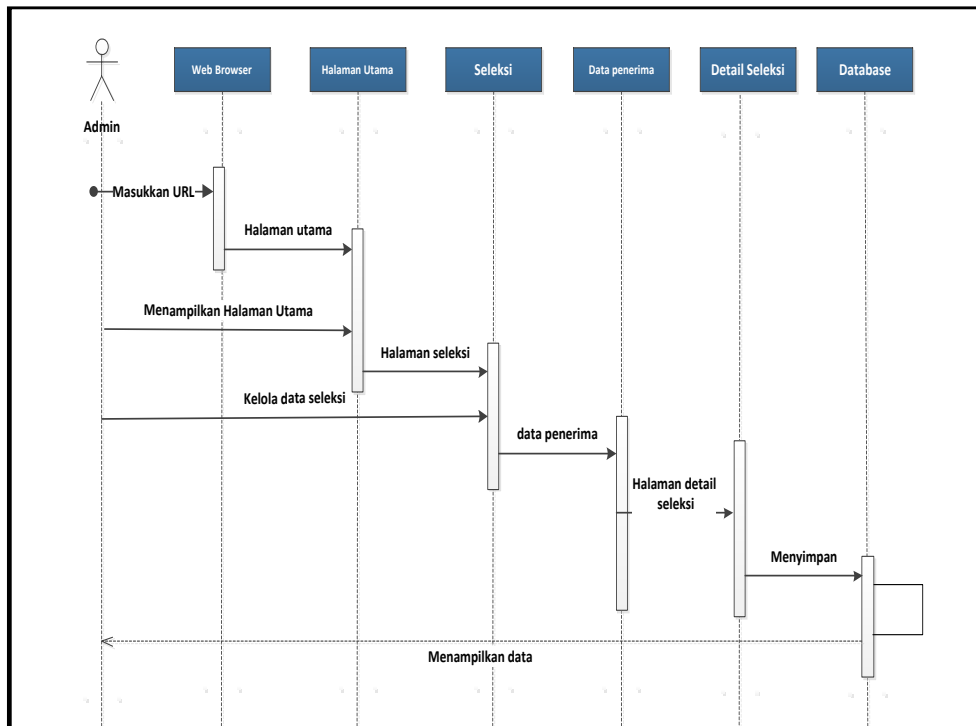 Web Browser
Halaman Utama
Seleksi
Data penerima
Detail Seleksi
Database
Admin
Masukkan URL
Halaman utama
Menampilkan Halaman Utama
Halaman seleksi
Kelola data seleksi
data penerima
Halaman detail
seleksi
Menyimpan
Menampilkan data